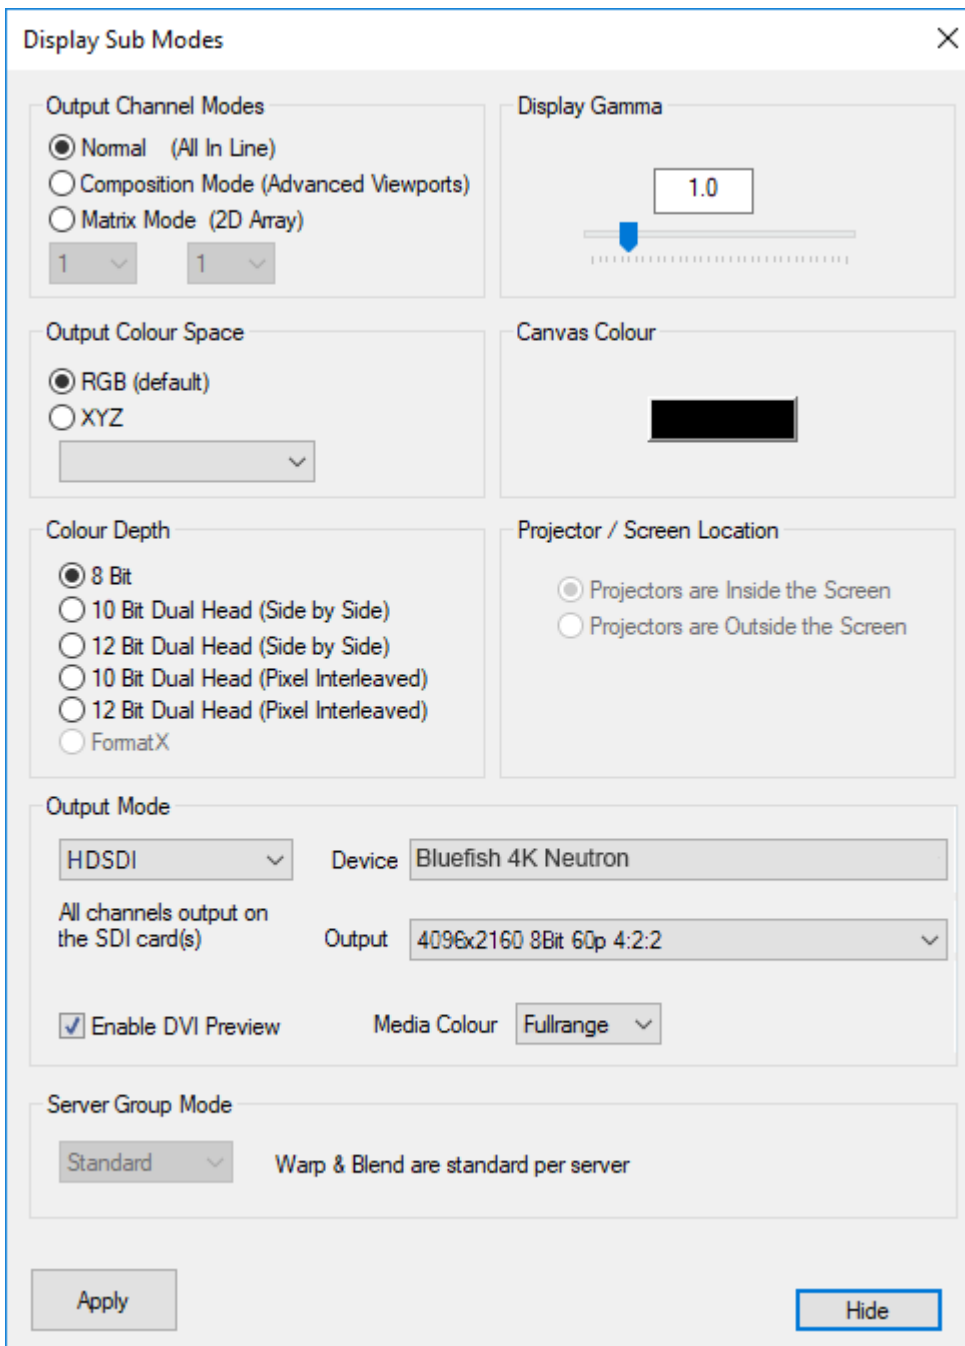 Display Sub Modes
Output Channel Modes
Normal (All In Line)
Composition Mode (Advanced Viewports)
Matrix Mode (2D Array)
1 1
Display Gamma
1.0
Output Colour Space
RGB (default)
XYZ
Canvas Colour
Colour Depth
8 Bit
10 Bit Dual Head (Side by Side)
12 Bit Dual Head (Side by Side)
10 Bit Dual Head (Pixel Interleaved)
12 Bit Dual Head (Pixel Interleaved)
FormatX
Projector / Screen Location
Projectors are Inside the Screen
Projectors are Outside the Screen
Output Mode
HDSDI Device Bluefish 4K Neutron
All channels output on
the SDI card(s)
Output 4096x2160 8Bit 60p 4:2:2
Enable DVI Preview Media Colour Fullrange
Server Group Mode
Standard Warp & Blend are standard per server
Apply Hide